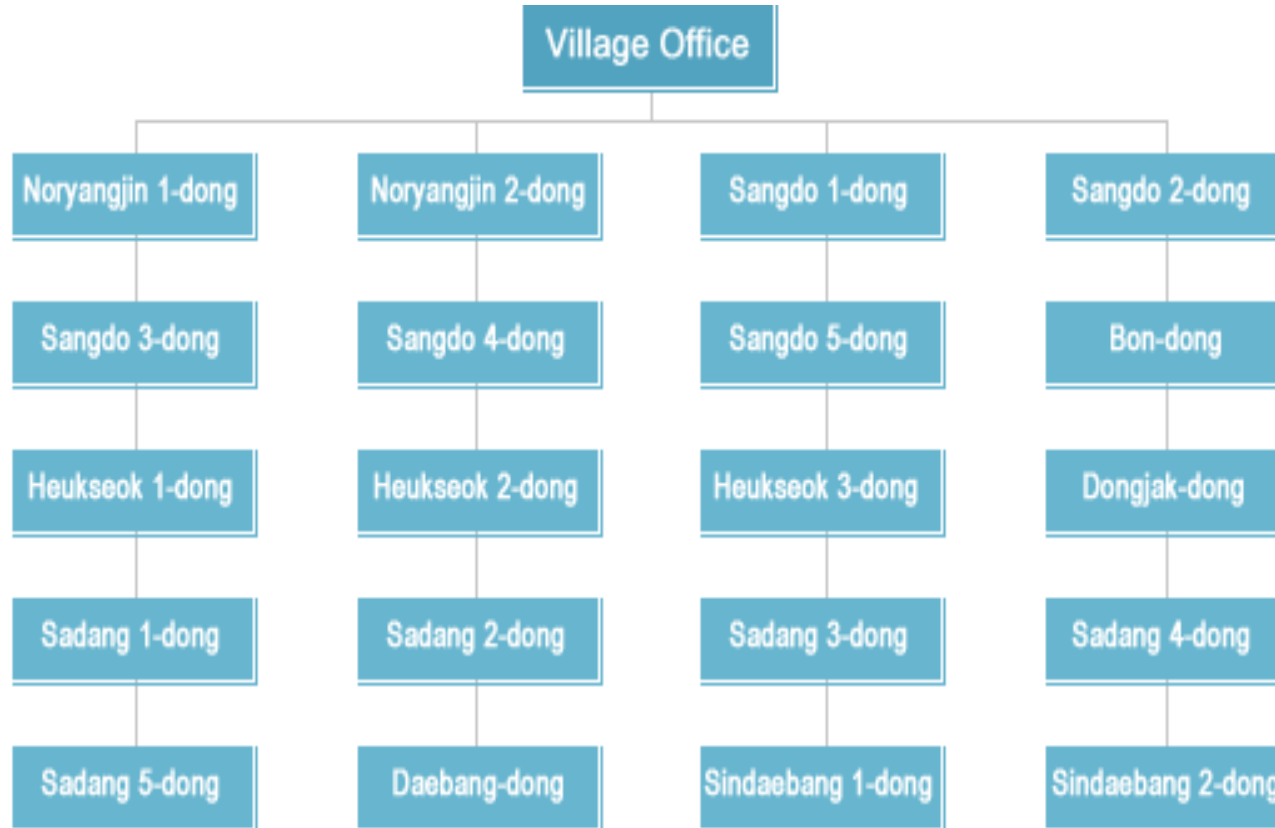 Village Office
Noryangjin 1-dong
Noryangjin 2-dong
Sangdo 1-dong
Sangdo 2-dong
Sangdo 3-dong
Sangdo 4-dong
Sangdo 5-dong
Bon-dong
Heukseok 1-dong
Heukseok 2-dong
Heukseok 3-dong
Dongjak-dong
Sadang 1-dong
Sadang 2-dong
Sadang 3-dong
Sadang 4-dong
Sadang 5-dong
Daebang-dong
Sindaebang 1-dong
Sindaebang 2-dong